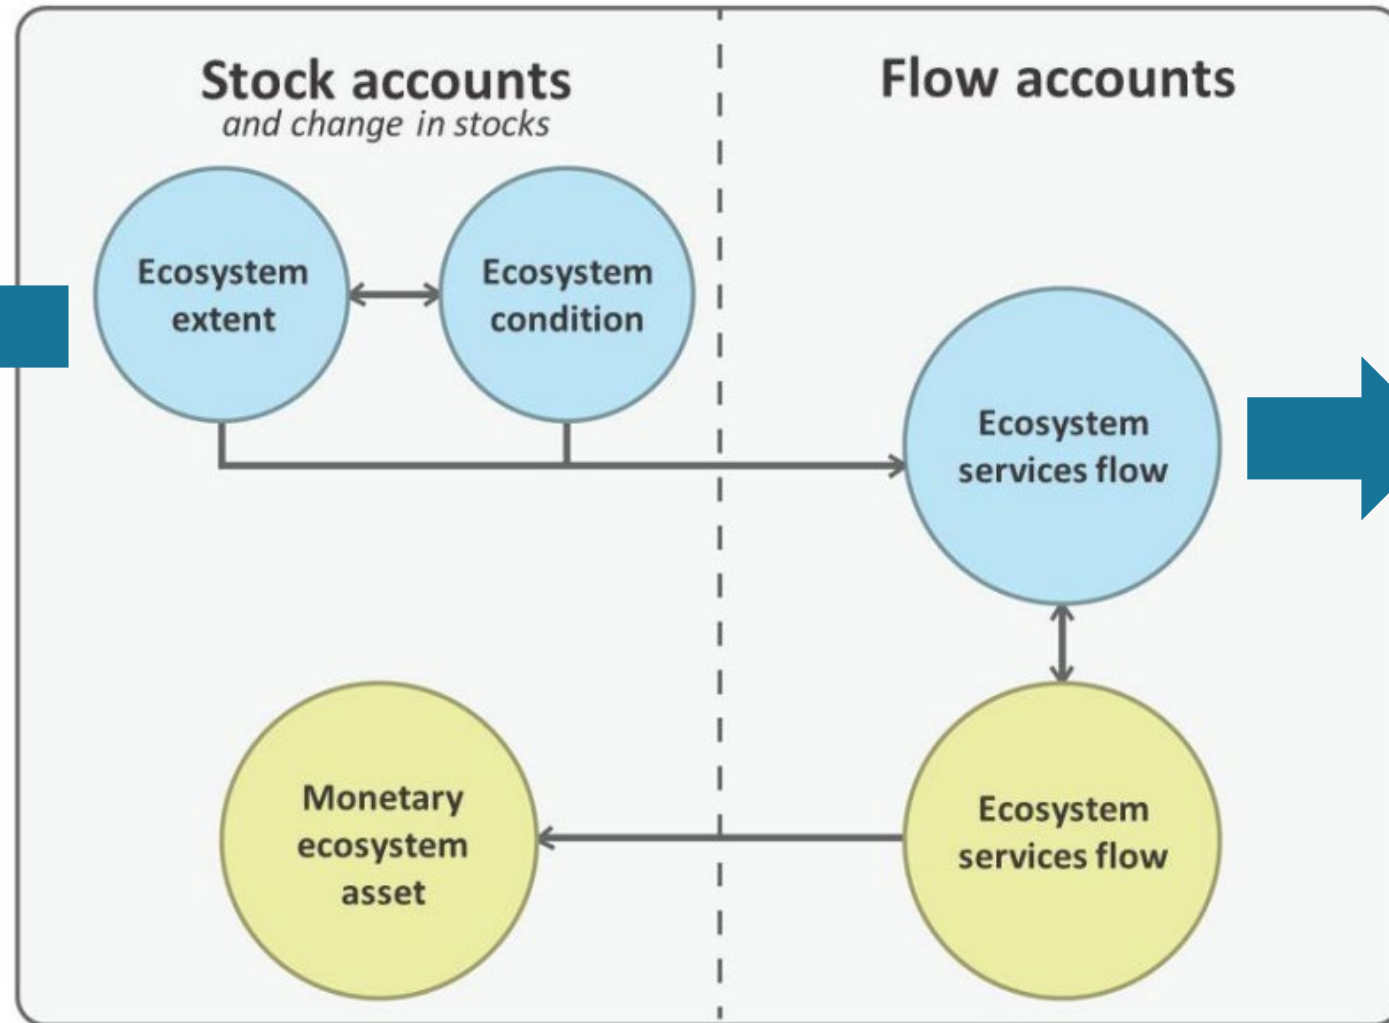 Stock accounts
and change in stocks
Flow accounts
Ecosystem
extent
Ecosystem
condition
Ecosystem
services flow
Monetary
ecosystem
asset
Ecosystem
services flow